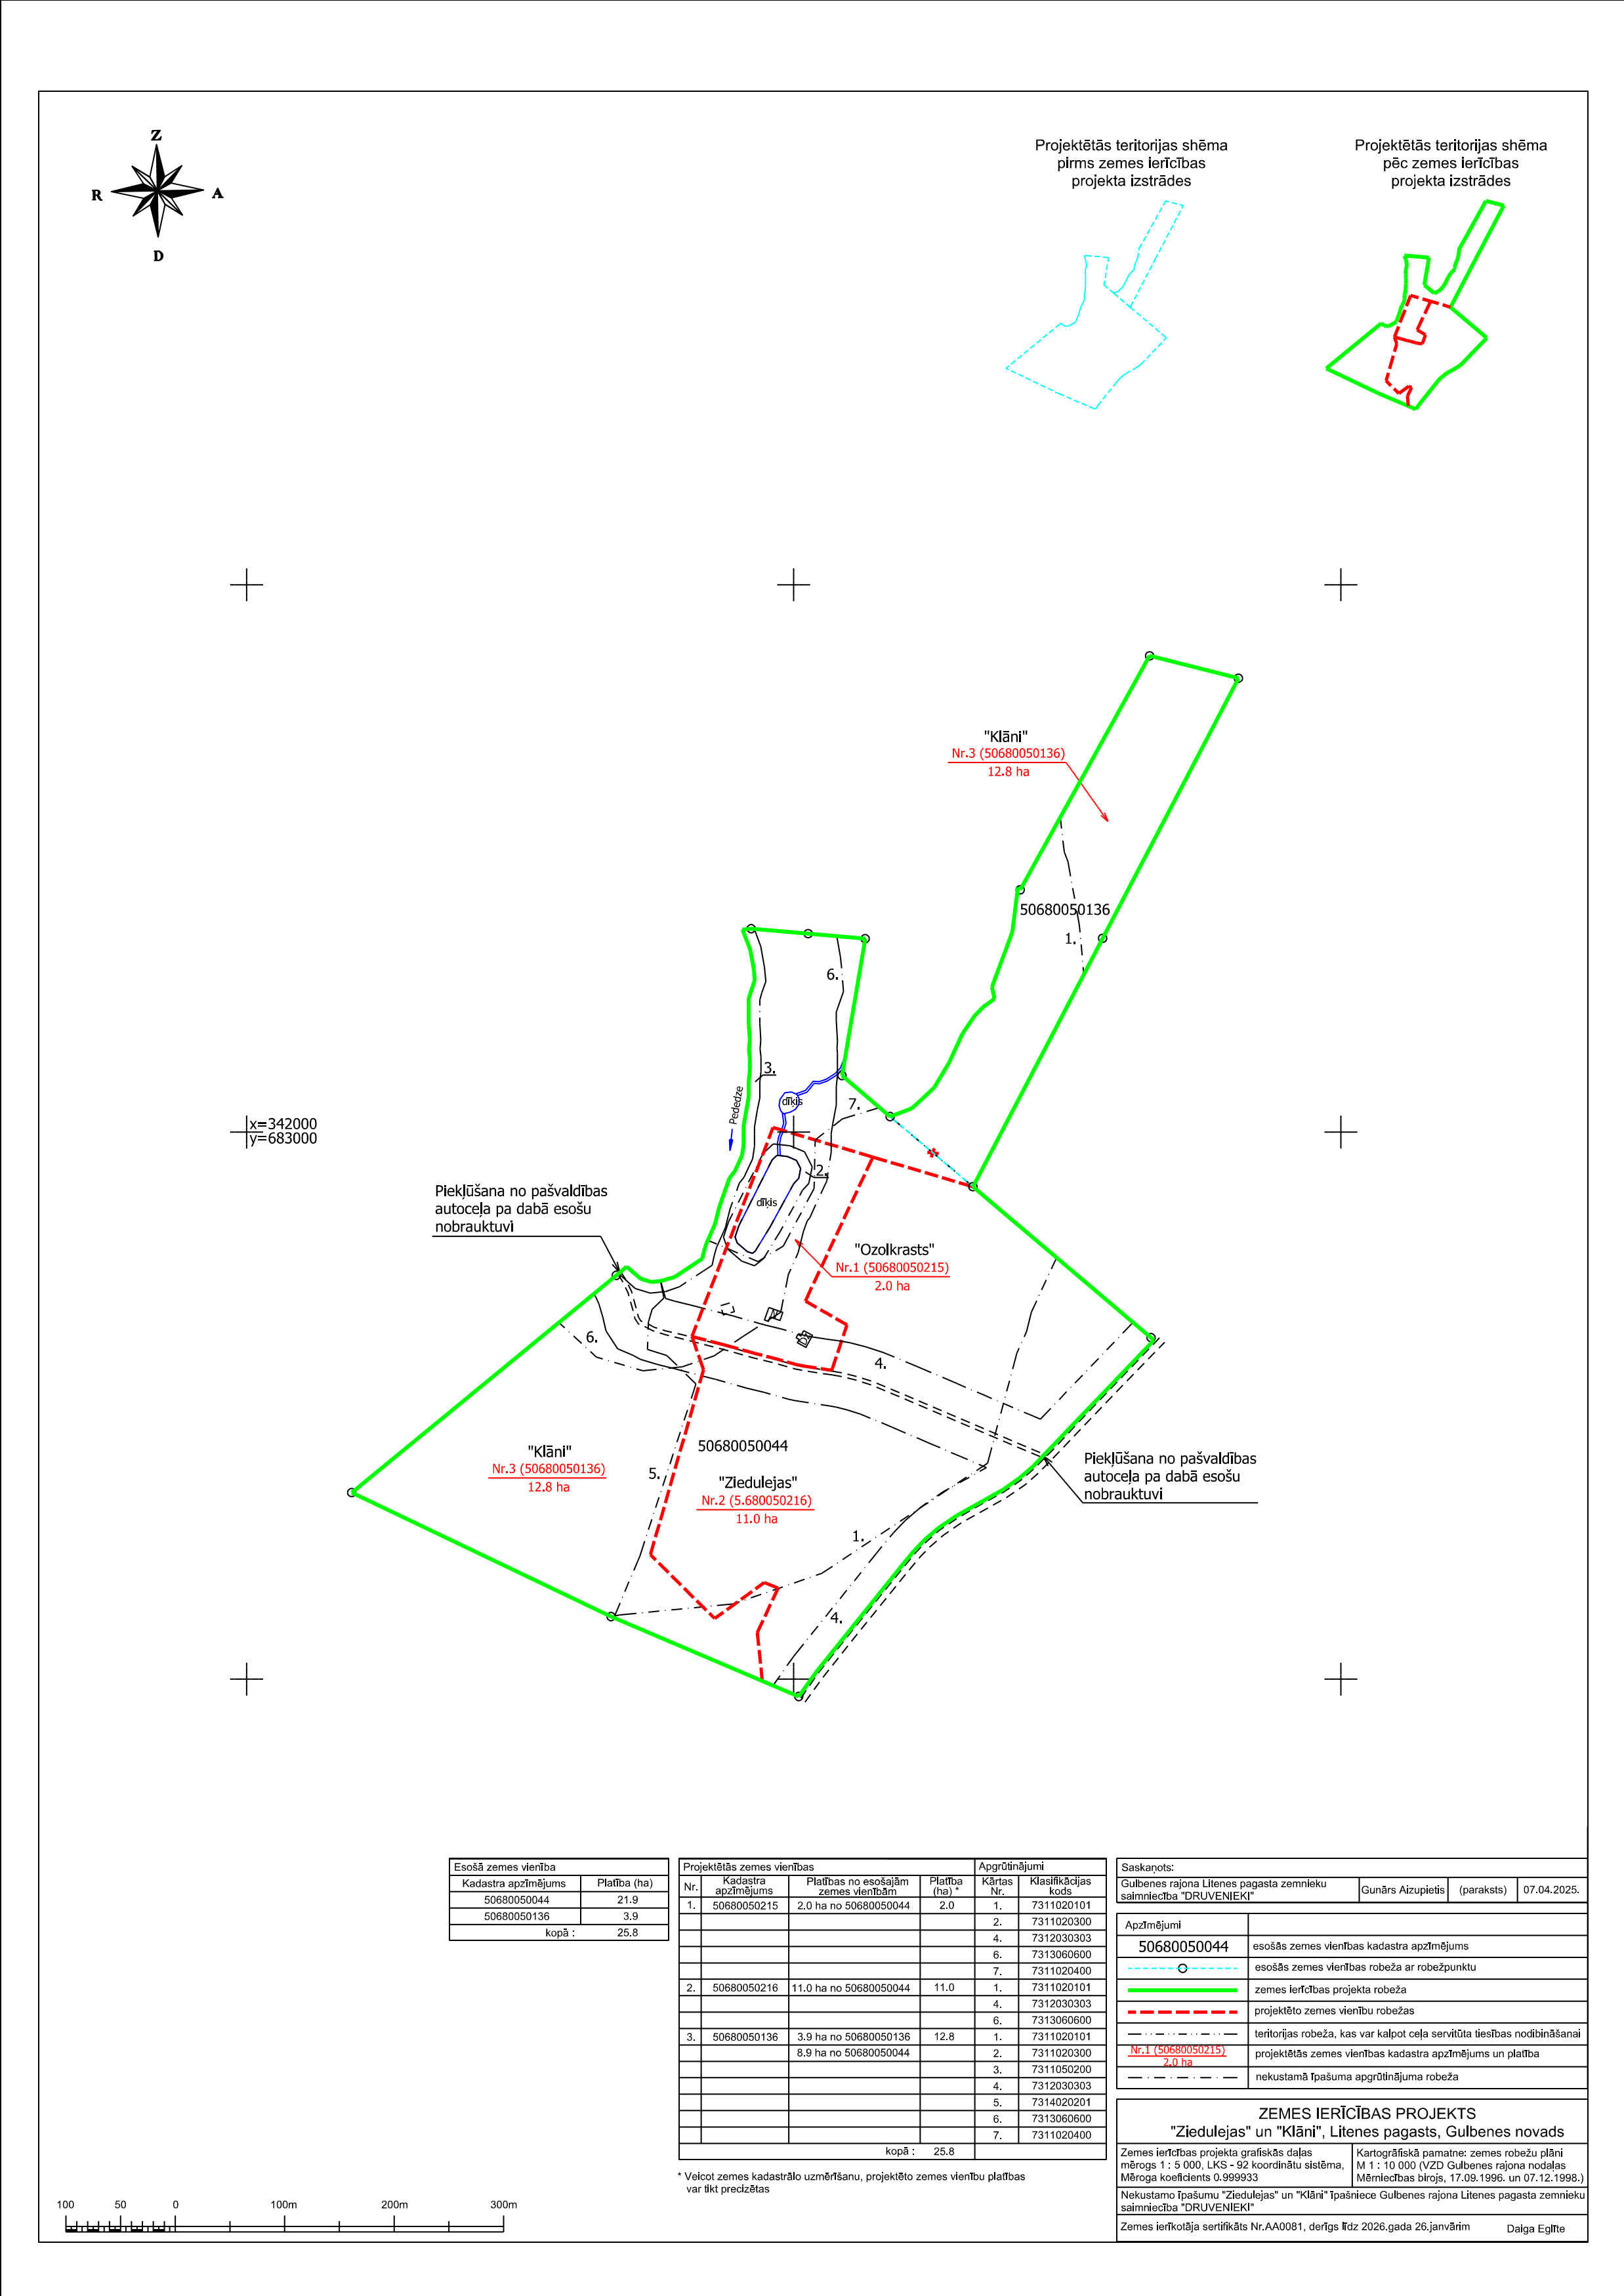 Z
R
A
D
Projektētās teritorijas shēma
pirms zemes ierīcības
projekta izstrādes
Projektētās teritorijas shēma
pēc zemes ierīcības
projekta izstrādes
"Klāni"
Nr.3 (50680050136)
12.8 ha
50680050136
1.
6.
3.
dīķis
7.
Pededze
x=342000
y=683000
2.
dīķis
Piekļūšana no pašvaldības
autoceļa pa dabā esošu
nobrauktuvi
"Ozolkrasts"
Nr.1 (50680050215)
2.0 ha
6.
4.
50680050044
"Klāni"
Nr.3 (50680050136)
12.8 ha
5.
"Ziedulejas"
Nr.2 (5.680050216)
11.0 ha
Piekļūšana no pašvaldības
autoceļa pa dabā esošu
nobrauktuvi
1.
4.
Esošā zemes vienība
Kadastra apzīmējums Platība (ha)
50680050044 21.9
50680050136 3.9
kopā : 25.8
Projektētās zemes vienības Apgrūtinājumi
Nr. Kadastra apzīmējums Platības no esošajām zemes vienībām Platība (ha) * Kārtas Nr. Klasifikācijas kods
1. 50680050215 2.0 ha no 50680050044 2.0 1. 7311020101
2. 7311020300
4. 7312030303
6. 7313060600
7. 7311020400
2. 50680050216 11.0 ha no 50680050044 11.0 1. 7311020101
4. 7312030303
6. 7313060600
3. 50680050136 3.9 ha no 50680050136 12.8 1. 7311020101
8.9 ha no 50680050044 2. 7311020300
3. 7311050200
4. 7312030303
5. 7314020201
6. 7313060600
7. 7311020400
kopā : 25.8
* Veicot zemes kadastrālo uzmērīšanu, projektēto zemes vienību platības
var tikt precizētas
Saskaņots:
Gulbenes rajona Litenes pagasta zemnieku
saimniecība "DRUVENIEKI"
Gunārs Aizupietis (paraksts) 07.04.2025.
Apzīmējumi
50680050044 esošās zemes vienības kadastra apzīmējums
esošās zemes vienības robeža ar robežpunktu
zemes ierīcības projekta robeža
projektēto zemes vienību robežas
teritorijas robeža, kas var kalpot ceļa servitūta tiesības nodibināšanai
Nr.1 (50680050215)
2.0 ha
projektētās zemes vienības kadastra apzīmējums un platība
nekustamā īpašuma apgrūtinājuma robeža
ZEMES IERĪCĪBAS PROJEKTS
"Ziedulejas" un "Klāni", Litenes pagasts, Gulbenes novads
Zemes ierīcības projekta grafiskās daļas
mērogs 1 : 5 000, LKS - 92 koordinātu sistēma,
Mēroga koeficients 0.999933
Kartogrāfiskā pamatne: zemes robežu plāni
M 1 : 10 000 (VZD Gulbenes rajona nodaļas
Mērniecības birojs, 17.09.1996. un 07.12.1998.)
Nekustamo īpašumu "Ziedulejas" un "Klāni" īpašniece Gulbenes rajona Litenes pagasta zemnieku
saimniecība "DRUVENIEKI"
Zemes ierīkotāja sertifikāts Nr.AA0081, derīgs līdz 2026.gada 26.janvārim Daiga Eglīte
100 50 0 100m 200m 300m